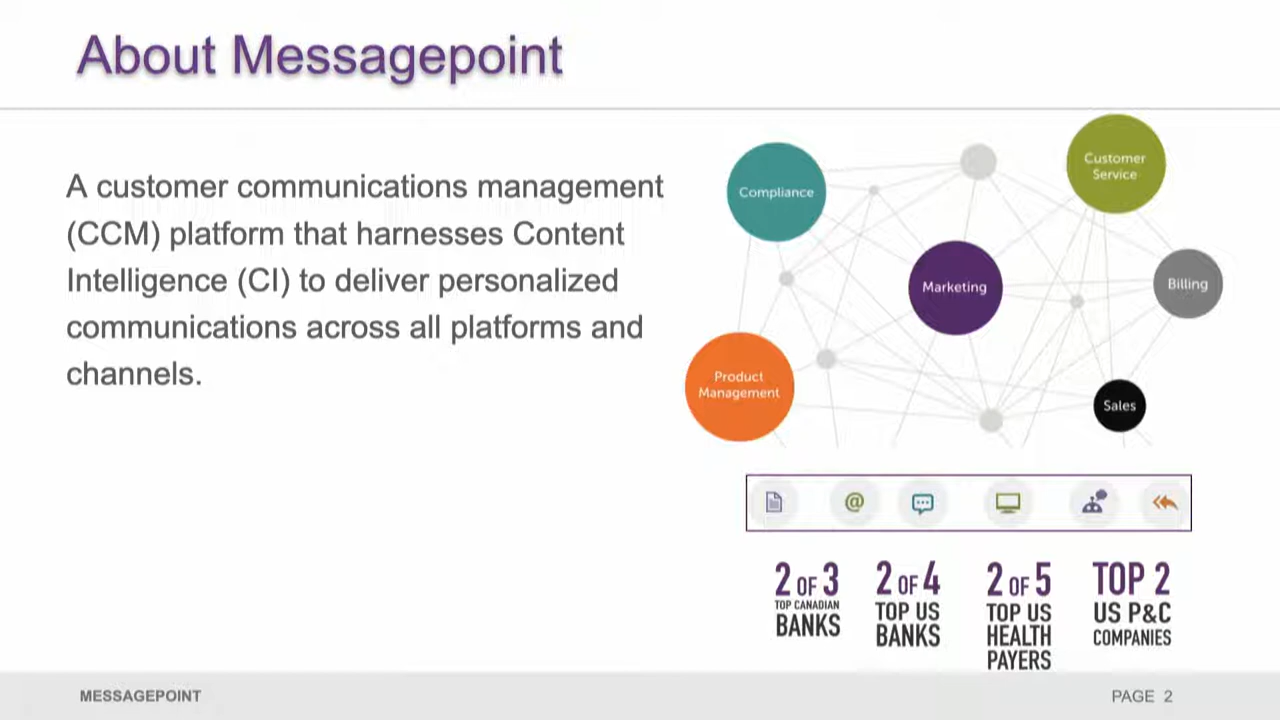 About Messagepoint
A customer communications management
(CCM) platform that harnesses Content
Intelligence (CI) to deliver personalized
communications across all platforms and
channels.
Compliance
Customer
Service
Marketing
Billing
Product
Management
Sales
@
2 OF 3
TOP CANADIAN
BANKS
2 OF 4
TOP US
BANKS
2 OF 5
TOP US
HEALTH
PAYERS
TOP 2
US P&C
COMPANIES
MESSAGEPOINT
PAGE 2